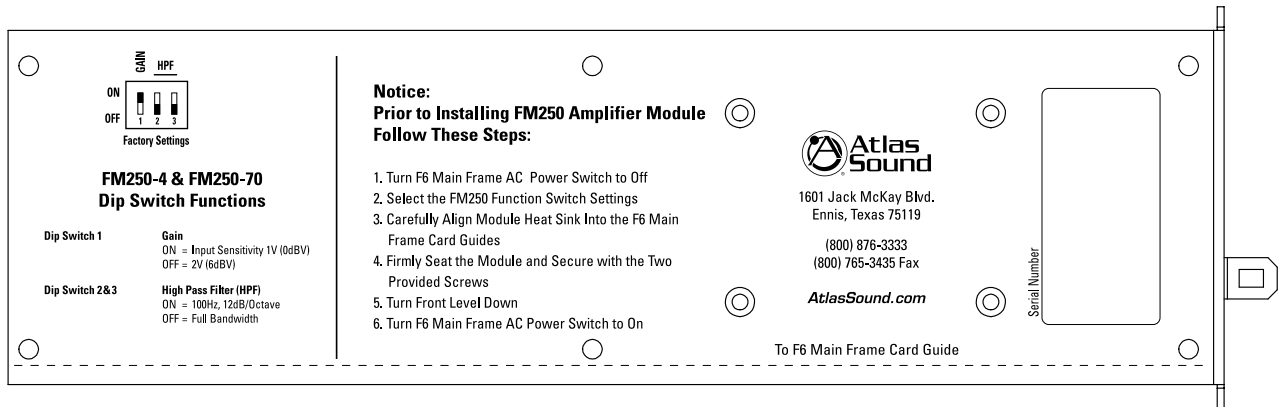 GAIN
HPF
ON
OFF
1 2 3
Factory Settings
FM250-4 & FM250-70
Dip Switch Functions
Dip Switch 1
Gain
ON = Input Sensitivity 1V (0dBV)
OFF = 2V (6dBV)
Dip Switch 2&3
High Pass Filter (HPF)
ON = 100Hz, 12dB/Octave
OFF = Full Bandwidth
Notice:
Prior to Installing FM250 Amplifier Module
Follow These Steps:
1. Turn F6 Main Frame AC Power Switch to Off
2. Select the FM250 Function Switch Settings
3. Carefully Align Module Heat Sink Into the F6 Main
Frame Card Guides
4. Firmly Seat the Module and Secure with the Two
Provided Screws
5. Turn Front Level Down
6. Turn F6 Main Frame AC Power Switch to On
Atlas
Sound
®
1601 Jack McKay Blvd.
Ennis, Texas 75119
(800) 876-3333
(800) 765-3435 Fax
AtlasSound.com
To F6 Main Frame Card Guide
Serial Number